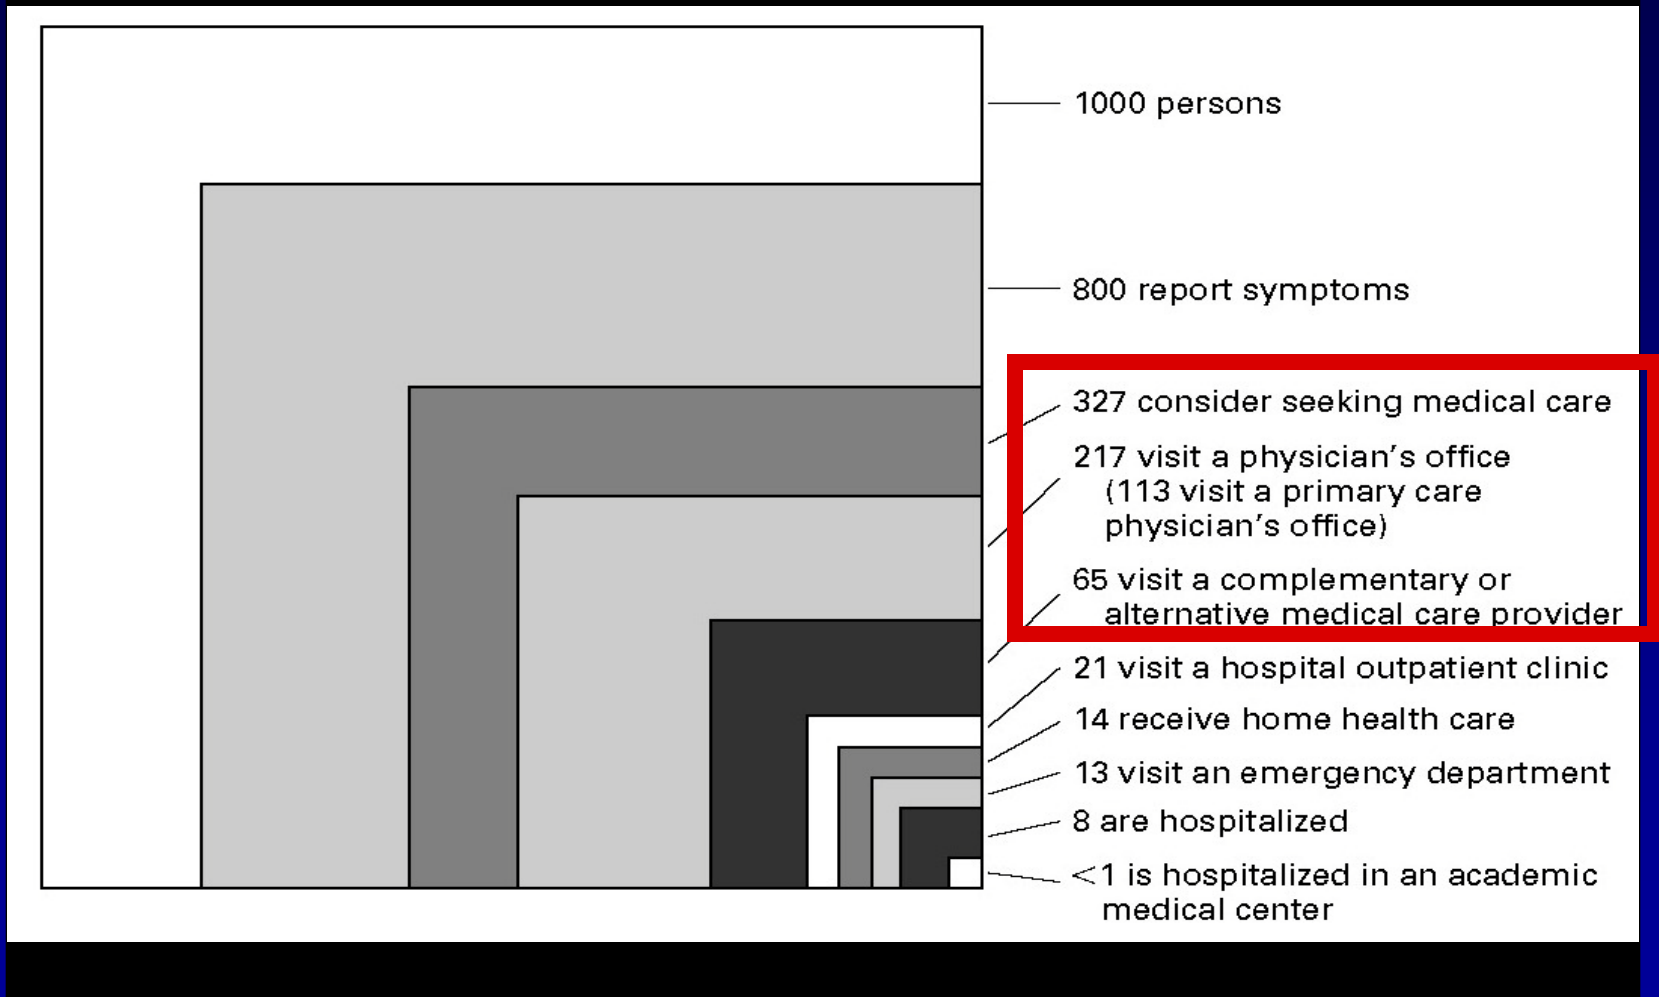 1000 persons
800 report symptoms
327 consider seeking medical care
217 visit a physician’s office
(113 visit a primary care
physician’s office)
65 visit a complementary or
alternative medical care provider
21 visit a hospital outpatient clinic
14 receive home health care
13 visit an emergency department
8 are hospitalized
<1 is hospitalized in an academic
medical center